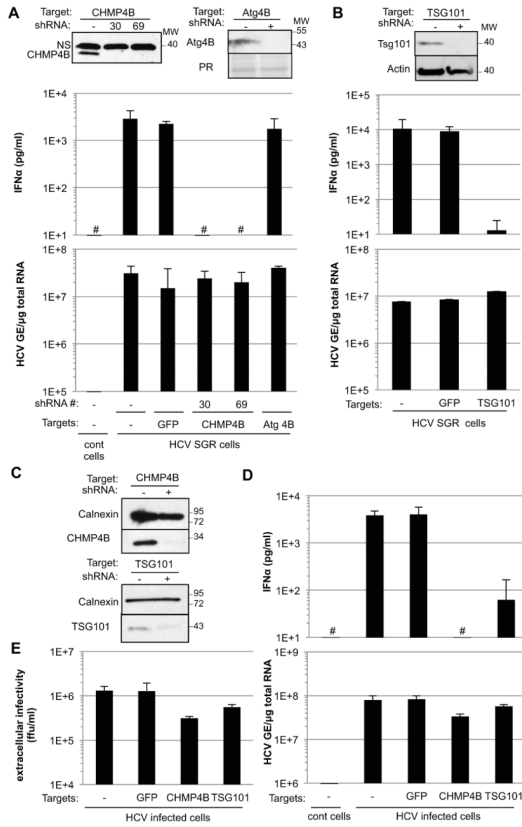 A
Target: CHMP4B
shRNA: - 30 69 MW
NS 40
CHMP4B
Target: Atg4B
shRNA: - + MW
55
Atg4B 43
PR
1E+4
1E+3
1E+2
1E+1
IFNα (pg/ml)
# # #
1E+8
1E+7
1E+6
1E+5
HCV GE/µg total RNA
shRNA #: - - - 30 69 -
Targets: - - GFP CHMP4B Atg 4B
cont cells
HCV SGR cells
B
Target: TSG101
shRNA: - + MW
Tsg101 40
Actin 40
1E+5
1E+4
1E+3
1E+2
1E+1
IFNα (pg/ml)
1E+8
1E+7
1E+6
1E+5
HCV GE/µg total RNA
Targets: - GFP TSG101
HCV SGR cells
C
Target: CHMP4B
shRNA: - +
Calnexin 95
72
CHMP4B 34
Target: TSG101
shRNA: - +
Calnexin 95
72
TSG101 43
D
1E+4
1E+3
1E+2
1E+1
IFNα (pg/ml)
# #
1E+9
1E+8
1E+7
1E+6
HCV GE/µg total RNA
Targets: - - GFP CHMP4B TSG101
cont cells HCV infected cells
E
1E+7
1E+6
1E+5
1E+4
extracellular infectivity
(ffu/ml)
Targets: - GFP CHMP4B TSG101
HCV infected cells